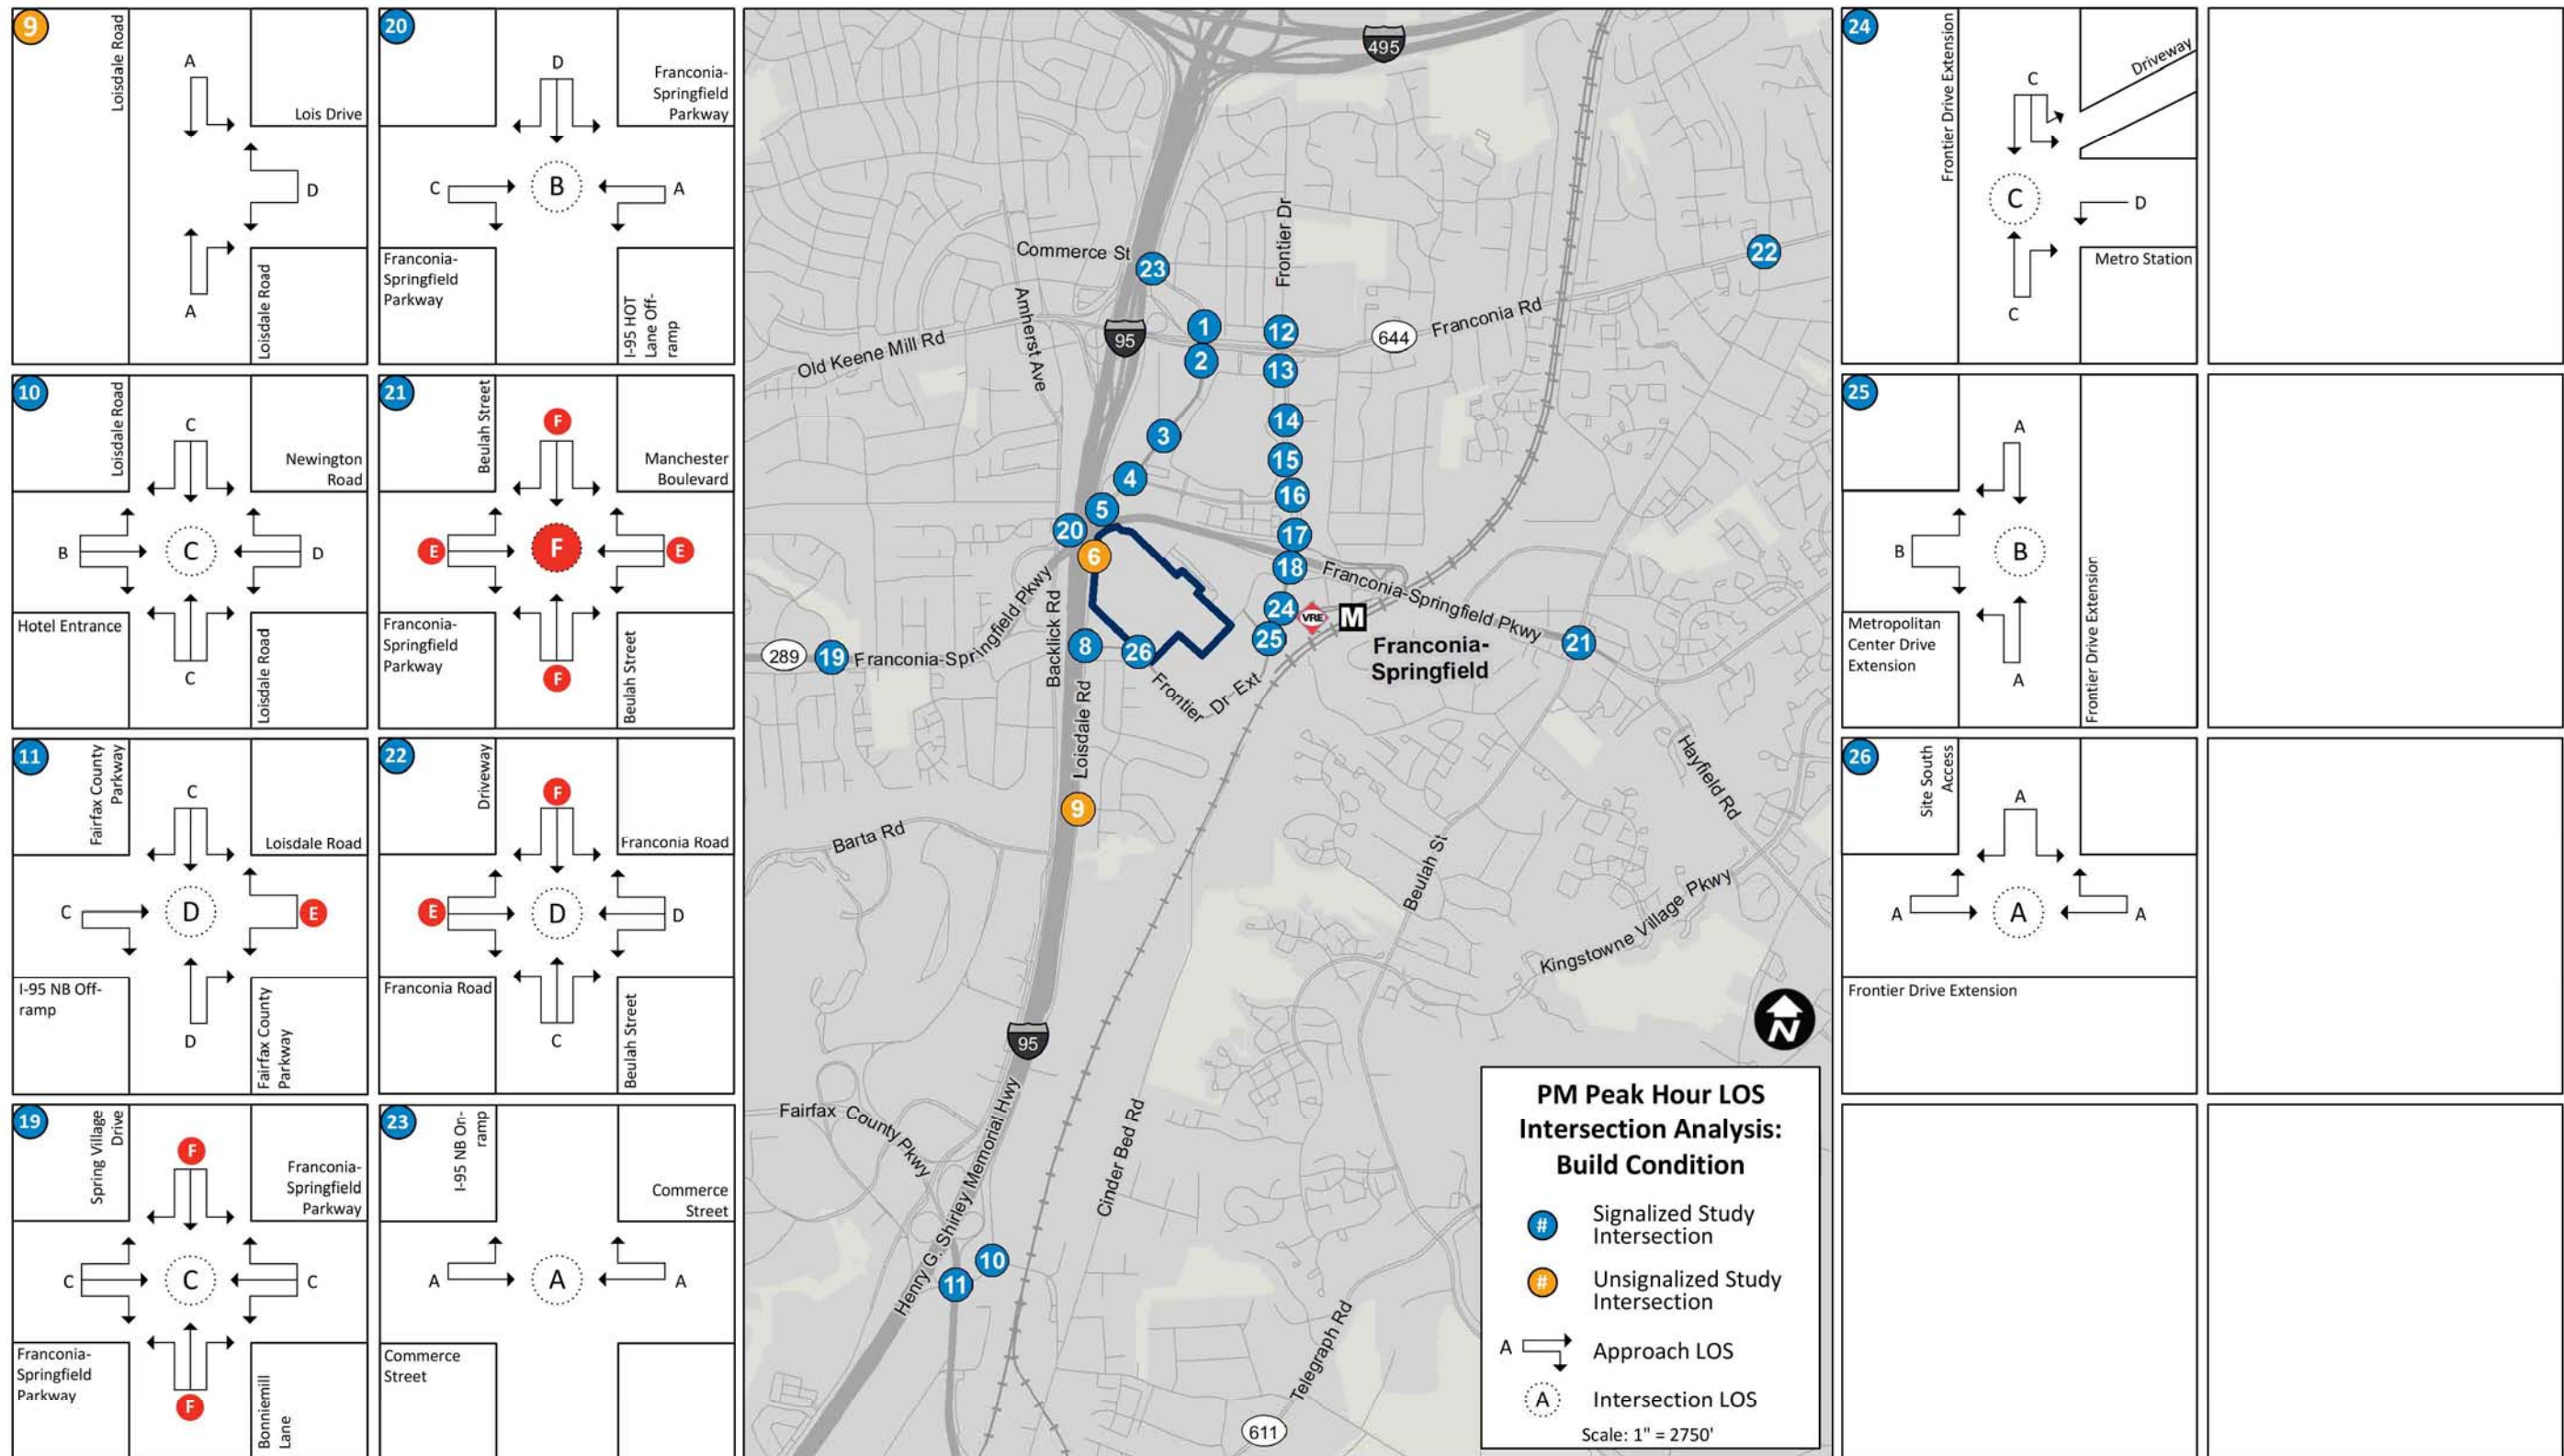 9
Loisdale Road
Lois Drive
Loisdale Road
A
D
A
20
Franconia-
Springfield
Parkway
Franconia-
Springfield
Parkway
I-95 HOT
Lane Off-
ramp
D
C
B
A
10
Loisdale Road
Newington
Road
Hotel Entrance
Loisdale Road
C
B
C
D
C
21
Beulah Street
Manchester
Boulevard
Franconia-
Springfield
Parkway
Beulah Street
F
E
F
E
F
11
Fairfax County
Parkway
Loisdale Road
I-95 NB Off-
ramp
Fairfax County
Parkway
C
C
D
E
D
22
Driveway
Franconia Road
Franconia Road
Beulah Street
F
E
D
D
C
19
Spring Village
Drive
Franconia-
Springfield
Parkway
Franconia-
Springfield
Parkway
Bonniemill
Lane
F
C
C
C
F
23
I-95 NB On-
ramp
Commerce
Street
Commerce
Street
A
A
A
495
Commerce St
23
Frontier Dr
22
Amherst Ave
95
1
2
12
13
644
Franconia Rd
Old Keene Mill Rd
3
14
4
15
5
16
20
17
6
18
Franconia-Springfield Pkwy
24
VRE
M
25
Franconia-
Springfield
21
289
19
Franconia-Springfield Pkwy
Backlick Rd
8
26
Frontier Dr Ext
Loisdale Rd
9
Barta Rd
Hayfield Rd
Beulah St
Kingstowne Village Pkwy
95
N
Fairfax County Pkwy
Henry G. Shirley Memorial Hwy
Cinder Bed Rd
10
11
Telegraph Rd
611
PM Peak Hour LOS
Intersection Analysis:
Build Condition
#
Signalized Study
Intersection
#
Unsignalized Study
Intersection
A
Approach LOS
A
Intersection LOS
Scale: 1" = 2750'
24
Frontier Drive Extension
Driveway
Metro Station
C
C
D
C
25
Metropolitan
Center Drive
Extension
Frontier Drive Extension
A
B
B
A
26
Site South
Access
Frontier Drive Extension
A
A
A
A